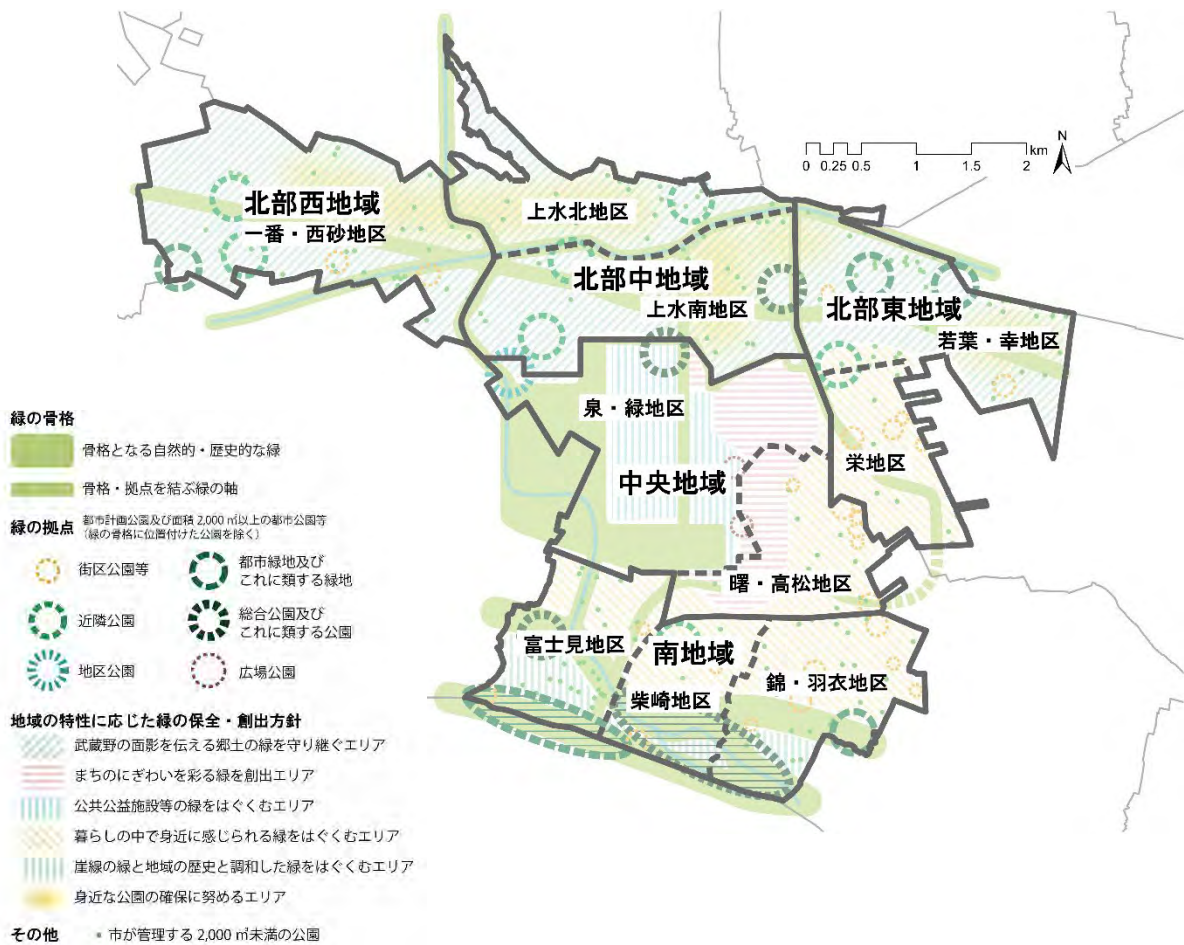 N
km
0 0.25 0.5 1 1.5 2
北部西地域
一番・西砂地区
上水北地区
北部中地域
上水南地区
北部東地域
若葉・幸地区
泉・緑地区
栄地区
中央地域
曙・高松地区
富士見地区
南地域
柴崎地区
錦・羽衣地区
緑の骨格
骨格となる自然的・歴史的な緑
骨格・拠点を結ぶ緑の軸
緑の拠点 都市計画公園及び面積 2,000 ㎡以上の都市公園等
（緑の骨格に位置付けた公園を除く）
街区公園等
都市緑地及び
これに類する緑地
近隣公園
総合公園及び
これに類する公園
地区公園
広場公園
地域の特性に応じた緑の保全・創出方針
武蔵野の面影を伝える郷土の緑を守り継ぐエリア
まちのにぎわいを彩る緑を創出エリア
公共公益施設等の緑をはぐくむエリア
暮らしの中で身近に感じられる緑をはぐくむエリア
崖線の緑と地域の歴史と調和した緑をはぐくむエリア
身近な公園の確保に努めるエリア
その他 市が管理する 2,000 ㎡未満の公園